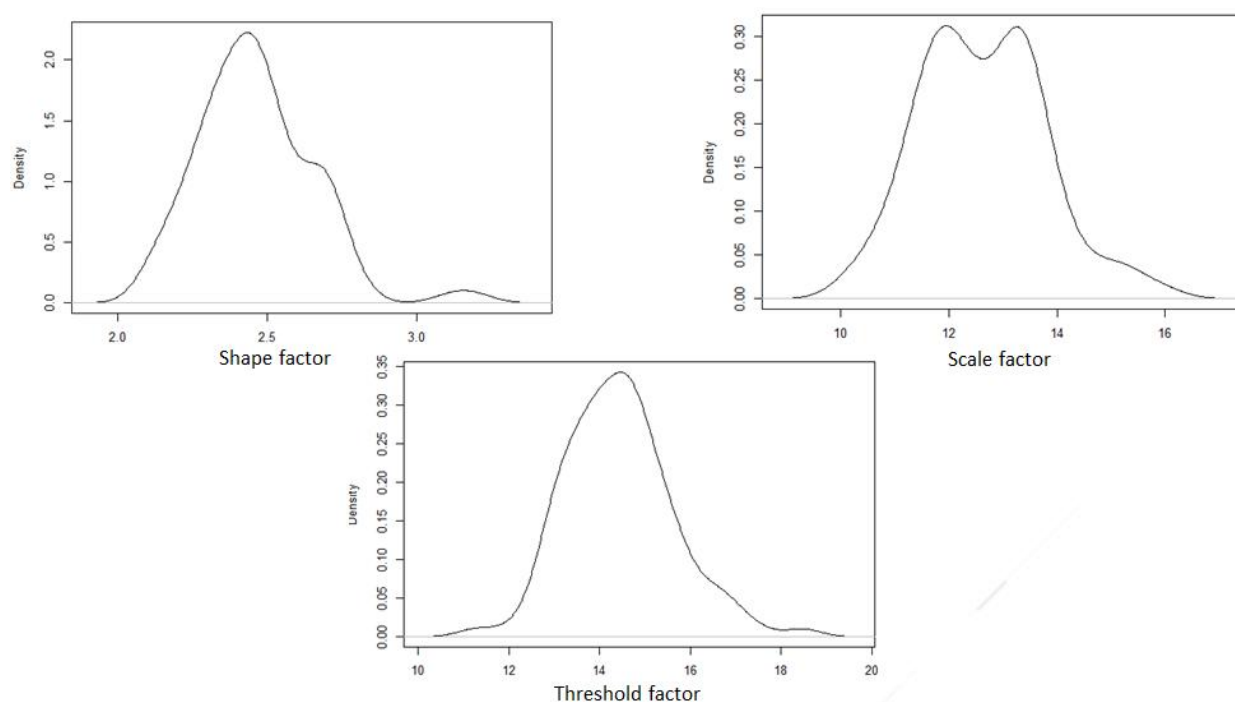 Density
0.0 0.5 1.0 1.5 2.0
2.0 2.5 3.0
Shape factor
Density
0.00 0.05 0.10 0.15 0.20 0.25 0.30
10 12 14 16
Scale factor
Density
0.00 0.05 0.10 0.15 0.20 0.25 0.30 0.35
10 12 14 16 18 20
Threshold factor